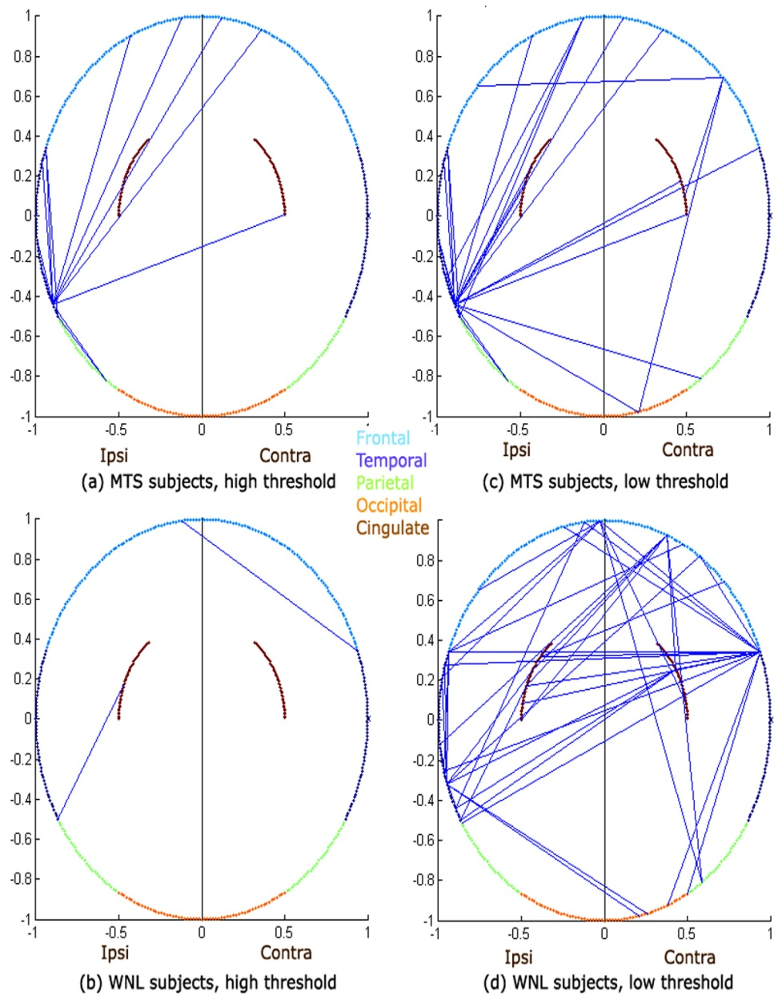 1
0.8
0.6
0.4
0.2
0
-0.2
-0.4
-0.6
-0.8
-1
-1 -0.5 0 0.5 1
Ipsi Contra
(a) MTS subjects, high threshold
1
0.8
0.6
0.4
0.2
0
-0.2
-0.4
-0.6
-0.8
-1
-1 -0.5 0 0.5 1
Ipsi Contra
(c) MTS subjects, low threshold
Frontal
Temporal
Parietal
Occipital
Cingulate
1
0.8
0.6
0.4
0.2
0
-0.2
-0.4
-0.6
-0.8
-1
-1 -0.5 0 0.5 1
Ipsi Contra
(b) WNL subjects, high threshold
0.8
0.6
0.4
0.2
0
-0.2
-0.4
-0.6
-0.8
-1
-1 -0.5 0 0.5 1
Ipsi Contra
(d) WNL subjects, low threshold